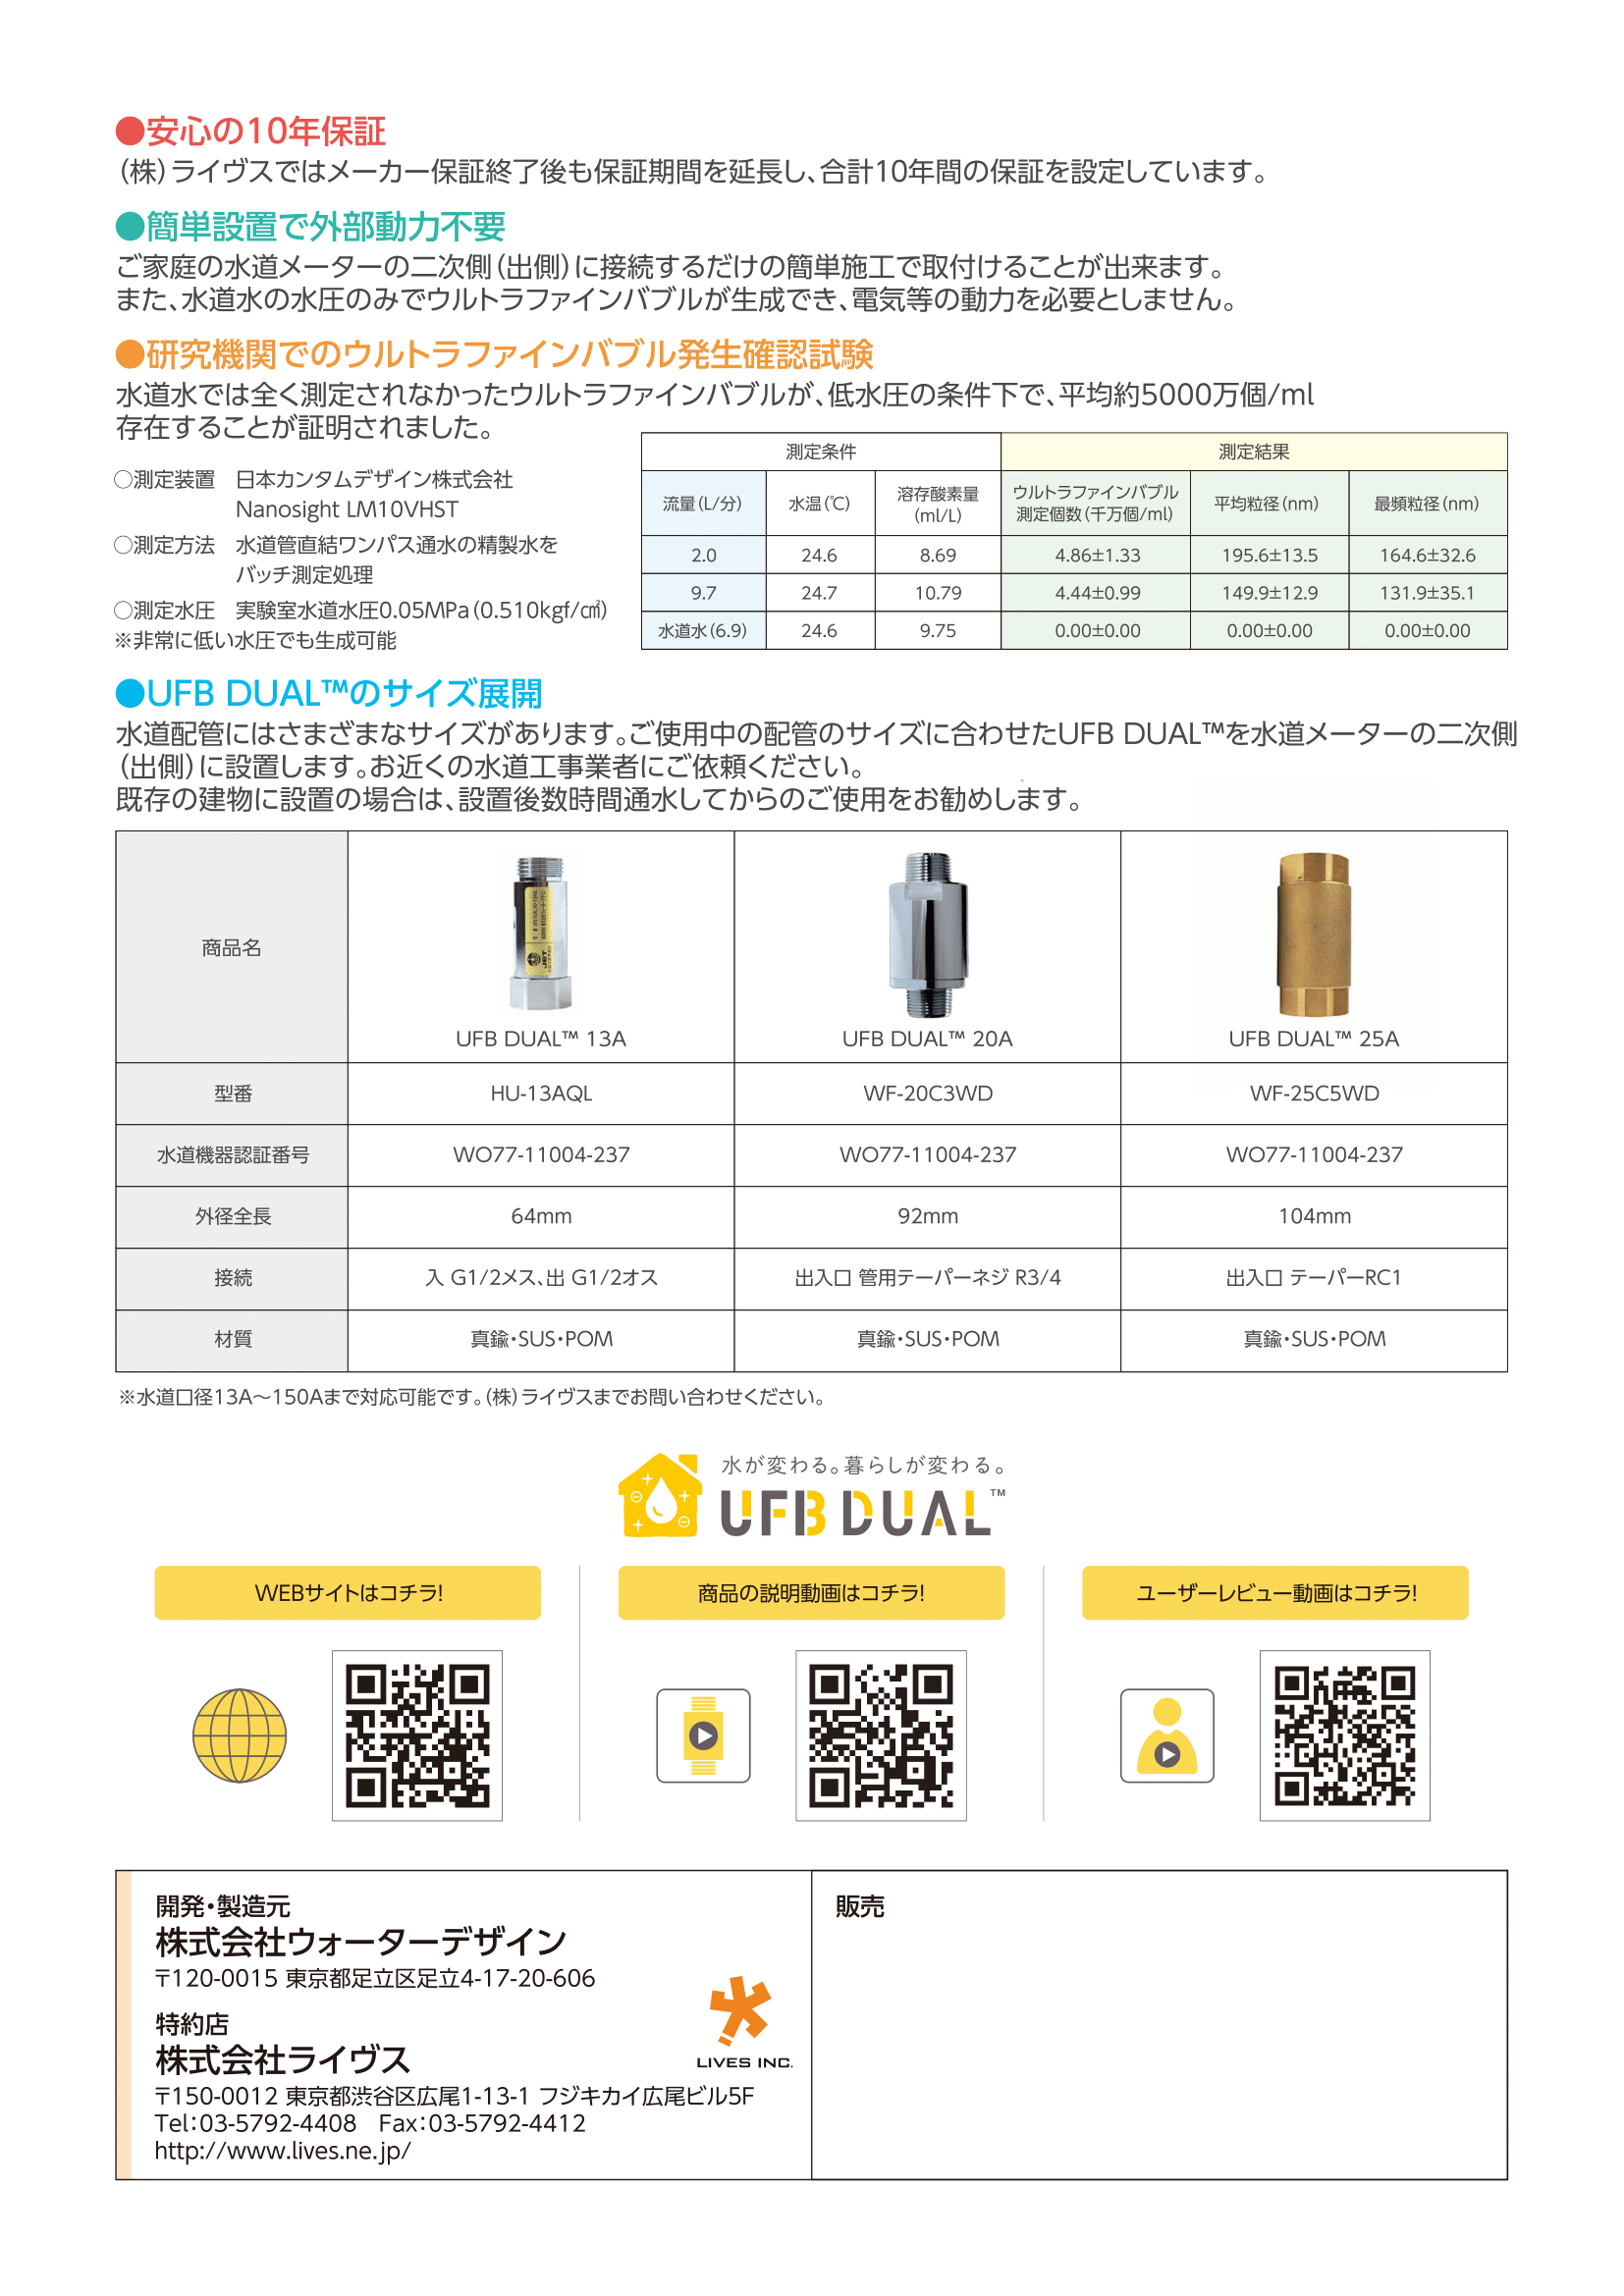 ●安心の10年保証
（株）ライヴスではメーカー保証終了後も保証期間を延長し、合計10年間の保証を設定しています。
●簡単設置で外部動力不要
ご家庭の水道メーターの二次側（出側）に接続するだけの簡単施工で取付けることが出来ます。
また、水道水の水圧のみでウルトラファインバブルが生成でき、電気等の動力を必要としません。
●研究機関でのウルトラファインバブル発生確認試験
水道水では全く測定されなかったウルトラファインバブルが、低水圧の条件下で、平均約5000万個/ml
存在することが証明されました。
○測定装置　日本カンタムデザイン株式会社
Nanosight LM10VHST
○測定方法　水道管直結ワンパス通水の精製水を
バッチ測定処理
○測定水圧　実験室水道水圧0.05MPa（0.510kgf/㎠）
※非常に低い水圧でも生成可能
測定条件 測定結果
流量（L/分） 水温（℃） 溶存酸素量（ml/L） ウルトラファインバブル測定個数（千万個/ml） 平均粒径（nm） 最頻粒径（nm）
2.0 24.6 8.69 4.86±1.33 195.6±13.5 164.6±32.6
9.7 24.7 10.79 4.44±0.99 149.9±12.9 131.9±35.1
水道水（6.9） 24.6 9.75 0.00±0.00 0.00±0.00 0.00±0.00
●UFB DUAL™のサイズ展開
水道配管にはさまざまなサイズがあります。ご使用中の配管のサイズに合わせたUFB DUAL™を水道メーターの二次側
（出側）に設置します。お近くの水道工事業者にご依頼ください。
既存の建物に設置の場合は、設置後数時間通水してからのご使用をお勧めします。
商品名 UFB DUAL™ 13A UFB DUAL™ 20A UFB DUAL™ 25A
型番 HU-13AQL WF-20C3WD WF-25C5WD
水道機器認証番号 WO77-11004-237 WO77-11004-237 WO77-11004-237
外径全長 64mm 92mm 104mm
接続 入 G1/2メス、出 G1/2オス 出入口 管用テーパーネジ R3/4 出入口 テーパーRC1
材質 真鍮・SUS・POM 真鍮・SUS・POM 真鍮・SUS・POM
※水道口径13A〜150Aまで対応可能です。（株）ライヴスまでお問い合わせください。
水が変わる。暮らしが変わる。
UFB DUAL™
WEBサイトはコチラ!
商品の説明動画はコチラ!
ユーザーレビュー動画はコチラ!
開発・製造元
株式会社ウォーターデザイン
〒120-0015 東京都足立区足立4-17-20-606
特約店
株式会社ライヴス
〒150-0012 東京都渋谷区広尾1-13-1 フジキカイ広尾ビル5F
Tel：03-5792-4408　Fax：03-5792-4412
http://www.lives.ne.jp/
LIVES INC.
販売